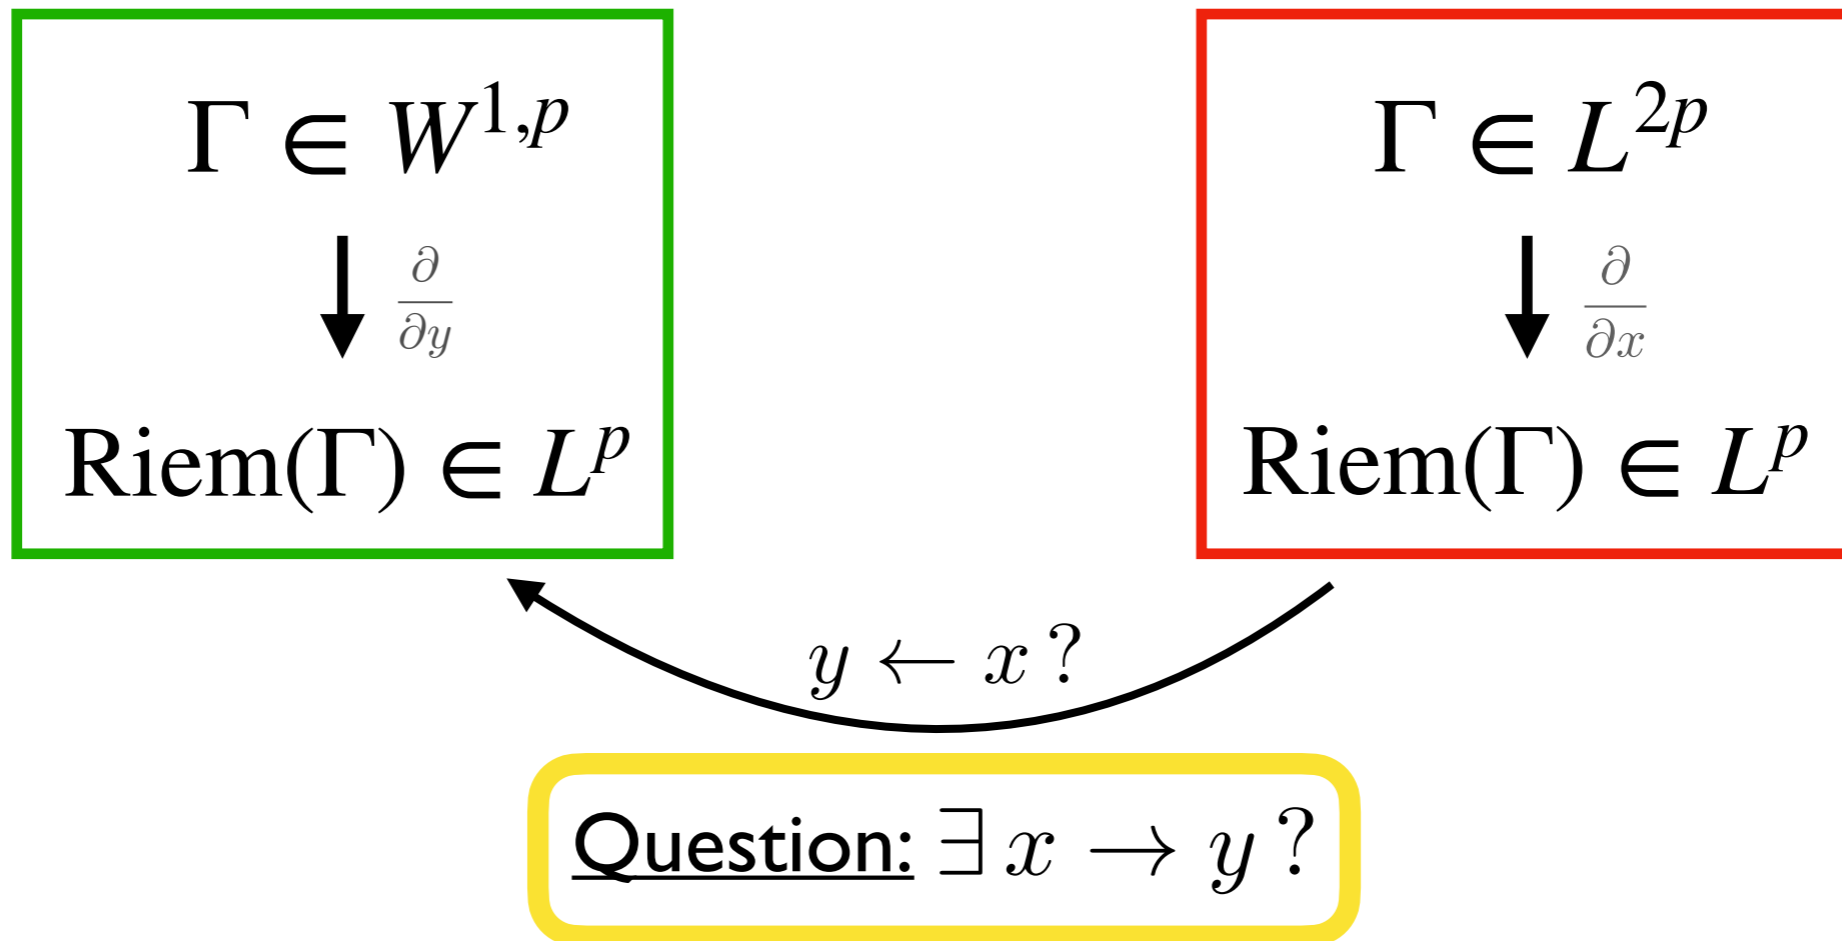 Γ ∈ W^{1,p}
∂/∂y
Riem(Γ) ∈ L^p
Γ ∈ L^{2p}
∂/∂x
Riem(Γ) ∈ L^p
y ← x ?
Question: ∃ x → y ?